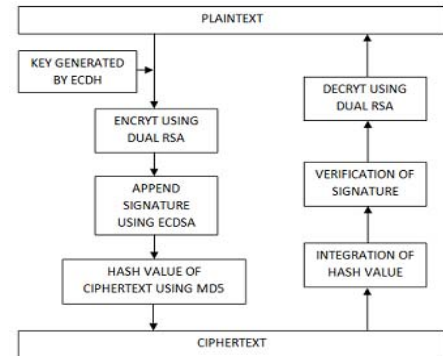 PLAINTEXT
KEY GENERATED
BY ECDH
ENCRYT USING
DUAL RSA
APPEND
SIGNATURE
USING ECDSA
HASH VALUE OF
CIPHERTEXT USING MD5
DECRYT USING
DUAL RSA
VERIFICATION OF
SIGNATURE
INTEGRATION OF
HASH VALUE
CIPHERTEXT